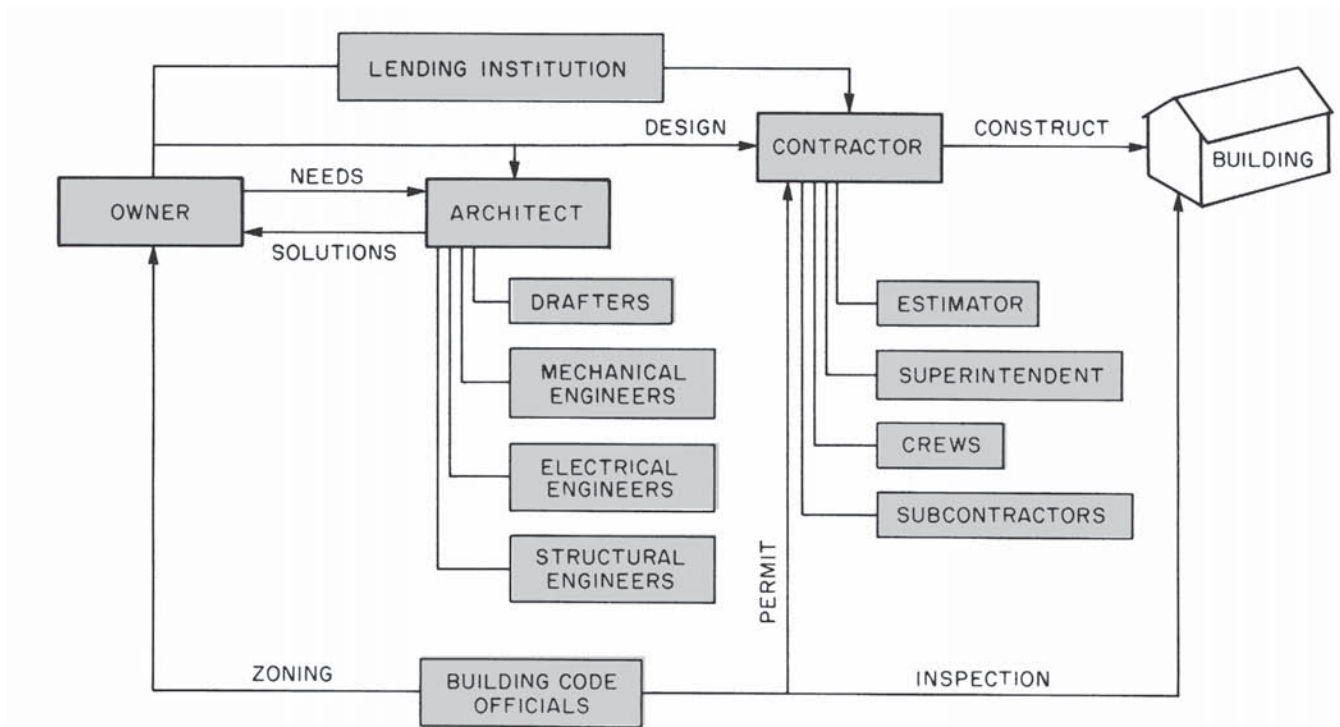 LENDING INSTITUTION
DESIGN
CONTRACTOR
CONSTRUCT
BUILDING
OWNER
NEEDS
SOLUTIONS
ARCHITECT
DRAFTERS
MECHANICAL
ENGINEERS
ELECTRICAL
ENGINEERS
STRUCTURAL
ENGINEERS
ESTIMATOR
SUPERINTENDENT
CREWS
SUBCONTRACTORS
PERMIT
ZONING
BUILDING CODE
OFFICIALS
INSPECTION